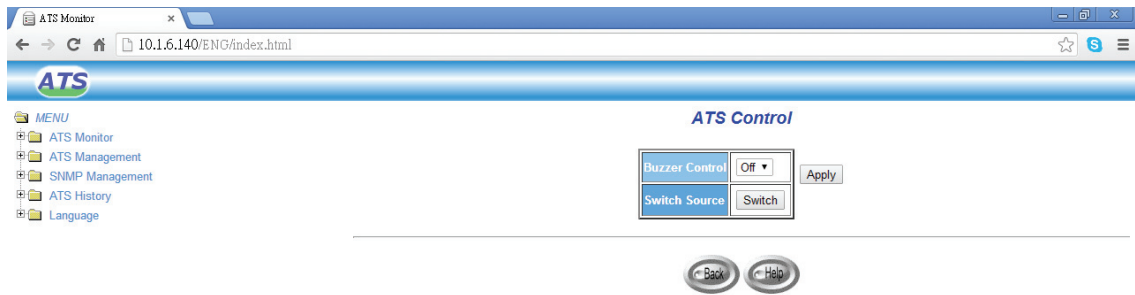 ATS Monitor
10.1.6.140/ENG/index.html
ATS
MENU
ATS Monitor
ATS Management
SNMP Management
ATS History
Language
ATS Control
Buzzer Control Off
Apply
Switch Source Switch
Back Help